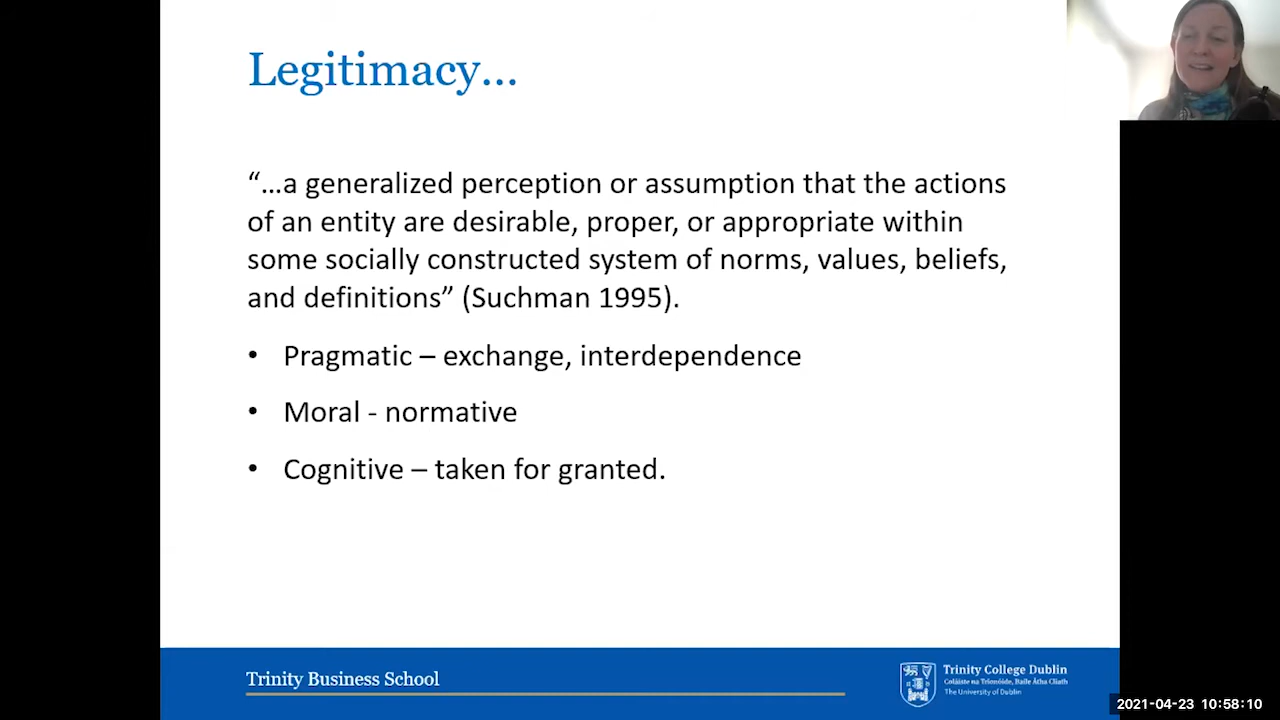 Legitimacy...
“...a generalized perception or assumption that the actions
of an entity are desirable, proper, or appropriate within
some socially constructed system of norms, values, beliefs,
and definitions” (Suchman 1995).
• Pragmatic – exchange, interdependence
• Moral - normative
• Cognitive – taken for granted.
Trinity Business School
Trinity College Dublin
Coláiste na Tríonóide, Baile Átha Cliath
The University of Dublin
2021-04-23 10:58:10